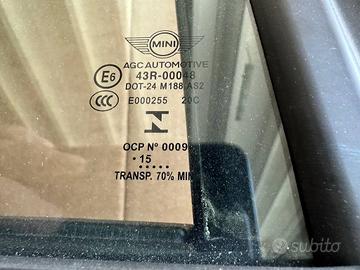 MINI
AGC AUTOMOTIVE
E6 43R-00048
DOT-24 M188 AS2
CCC E000255 20C
N
OCP Nº 0009
• 15 •••••
TRANSP. 70% MIN
subito